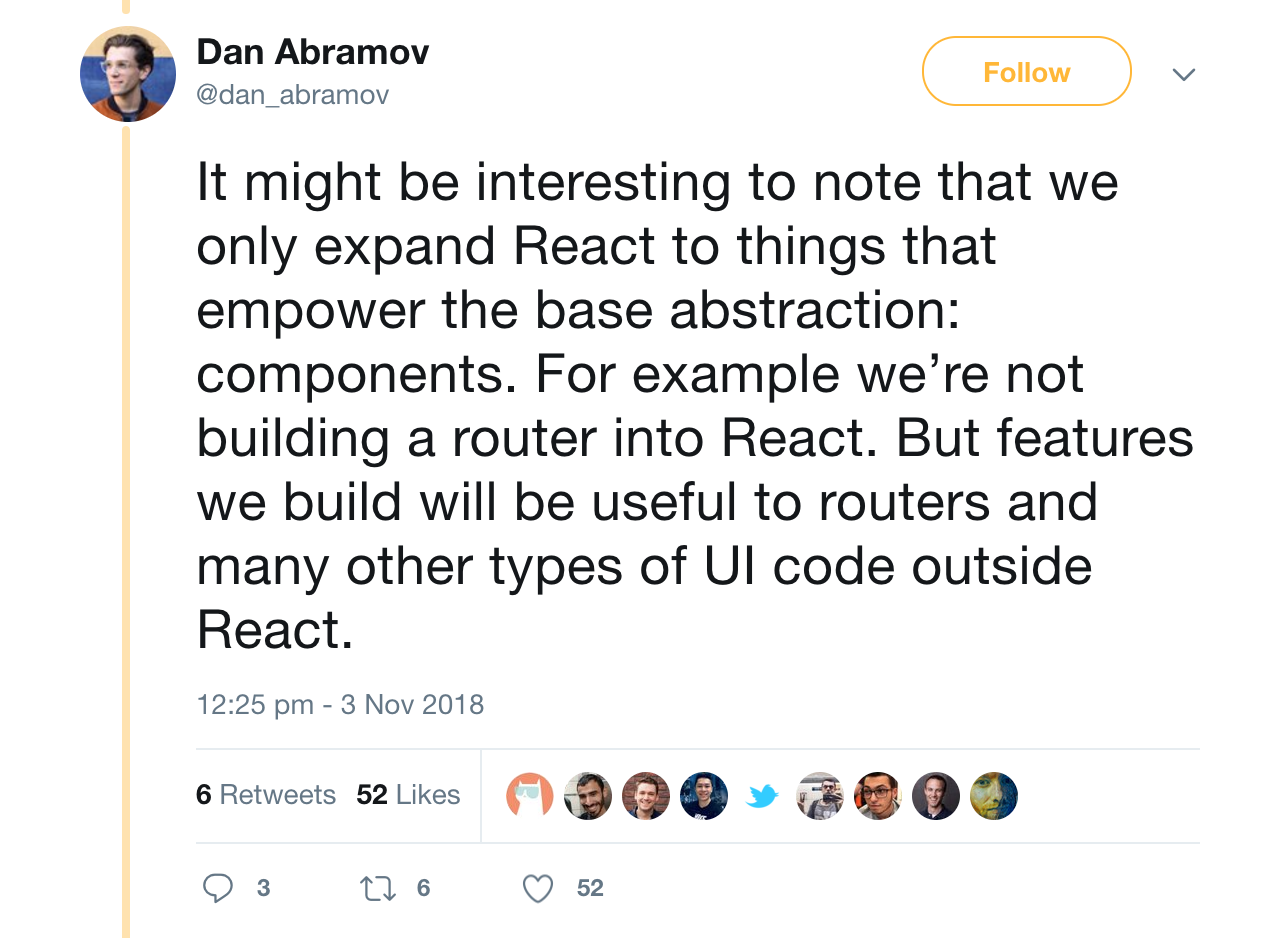 Dan Abramov
@dan_abramov
Follow
It might be interesting to note that we
only expand React to things that
empower the base abstraction:
components. For example we’re not
building a router into React. But features
we build will be useful to routers and
many other types of UI code outside
React.
12:25 pm - 3 Nov 2018
6 Retweets 52 Likes
3 6 52